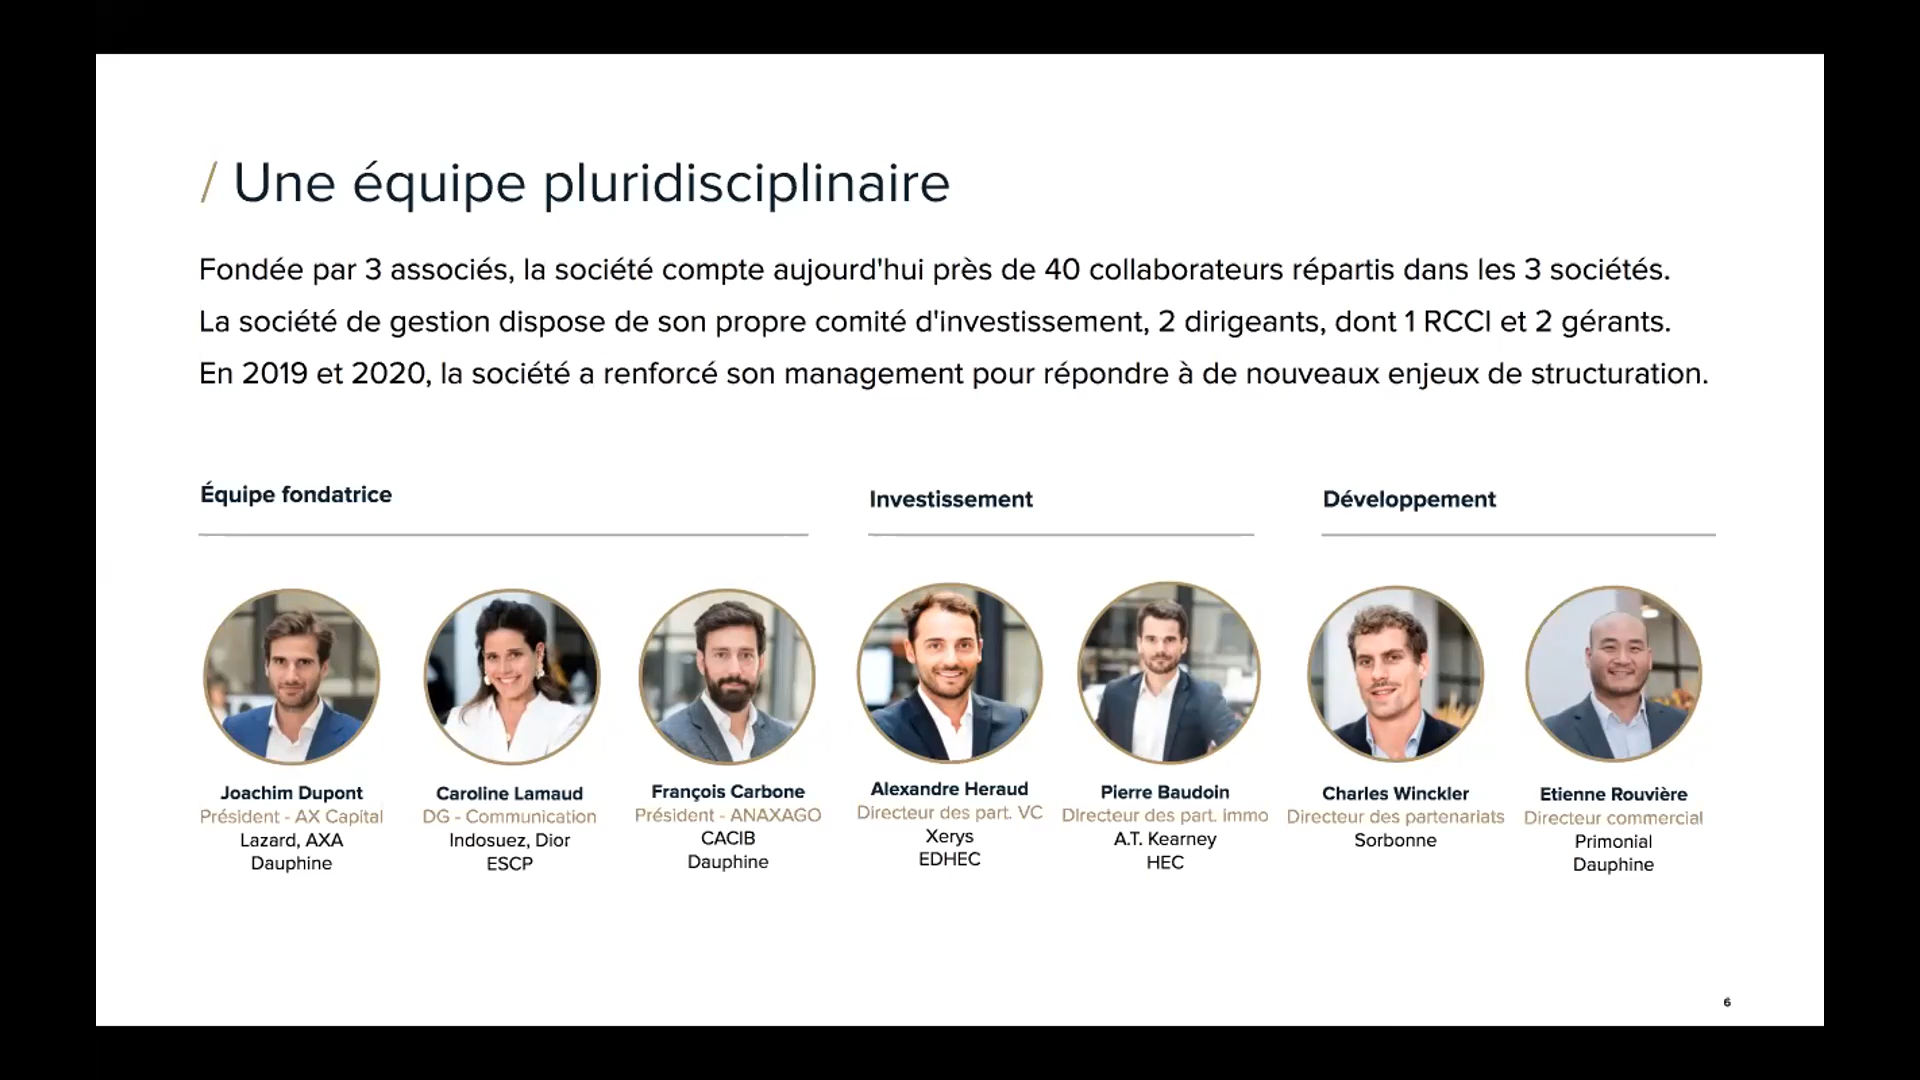 / Une équipe pluridisciplinaire
Fondée par 3 associés, la société compte aujourd'hui près de 40 collaborateurs répartis dans les 3 sociétés.
La société de gestion dispose de son propre comité d'investissement, 2 dirigeants, dont 1 RCCI et 2 gérants.
En 2019 et 2020, la société a renforcé son management pour répondre à de nouveaux enjeux de structuration.
Équipe fondatrice
Joachim Dupont
Président - AX Capital
Lazard, AXA
Dauphine
Caroline Lamaud
DG - Communication
Indosuez, Dior
ESCP
François Carbone
Président - ANAXAGO
CACIB
Dauphine
Investissement
Alexandre Heraud
Directeur des part. VC
Xerys
EDHEC
Pierre Baudoin
Directeur des part. immo
A.T. Kearney
HEC
Développement
Charles Winckler
Directeur des partenariats
Sorbonne
Etienne Rouvière
Directeur commercial
Primonial
Dauphine
6